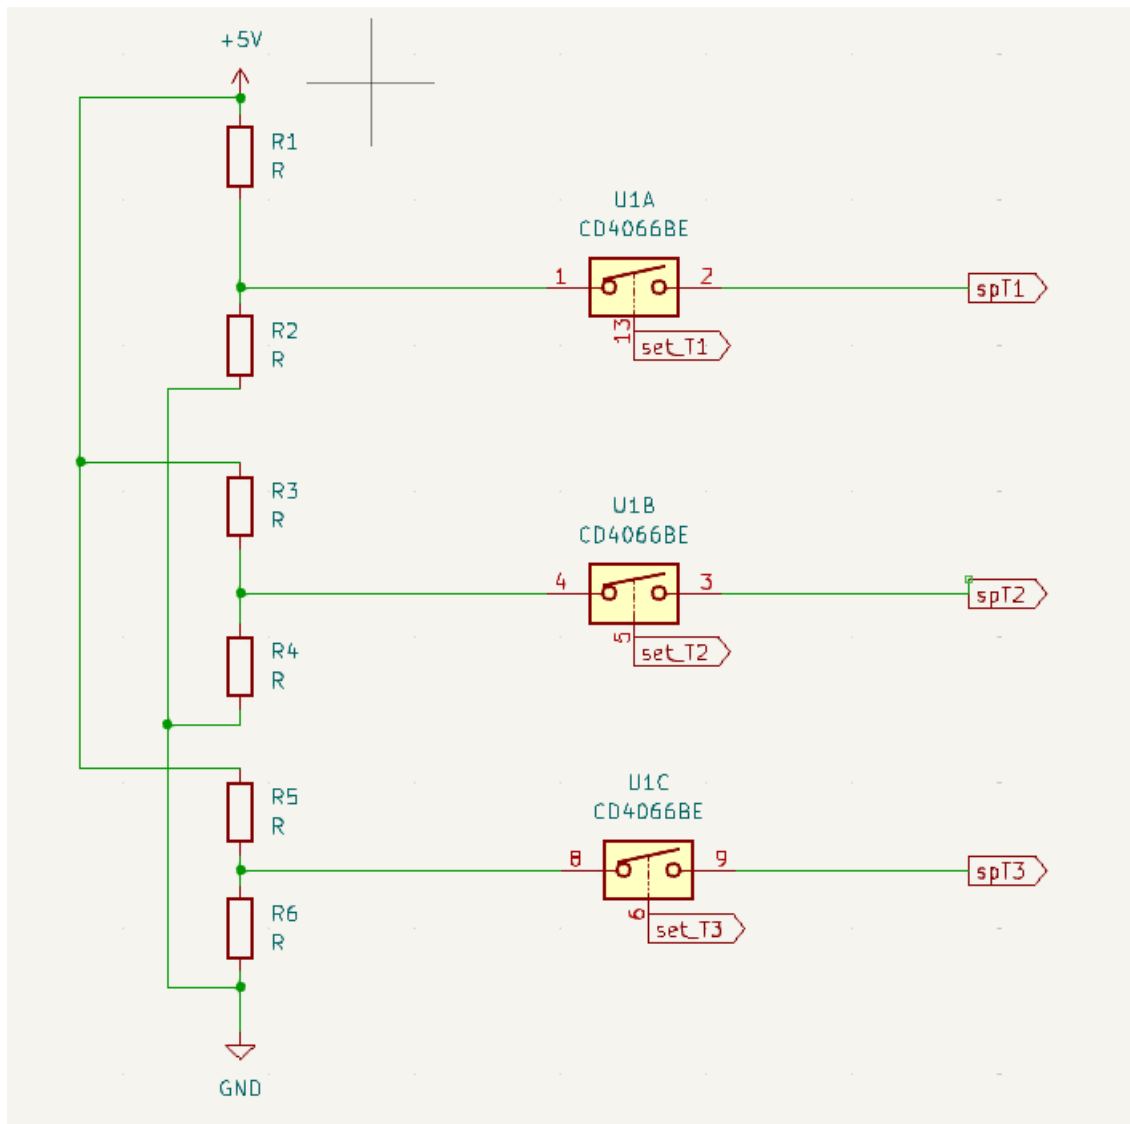 +5V
R1
R
U1A
CD4066BE
1
2
spT1
13
set_T1
R2
R
R3
R
U1B
CD4066BE
4
3
spT2
5
set_T2
R4
R
U1C
CD4066BE
R5
R
8
9
spT3
6
set_T3
R6
R
GND